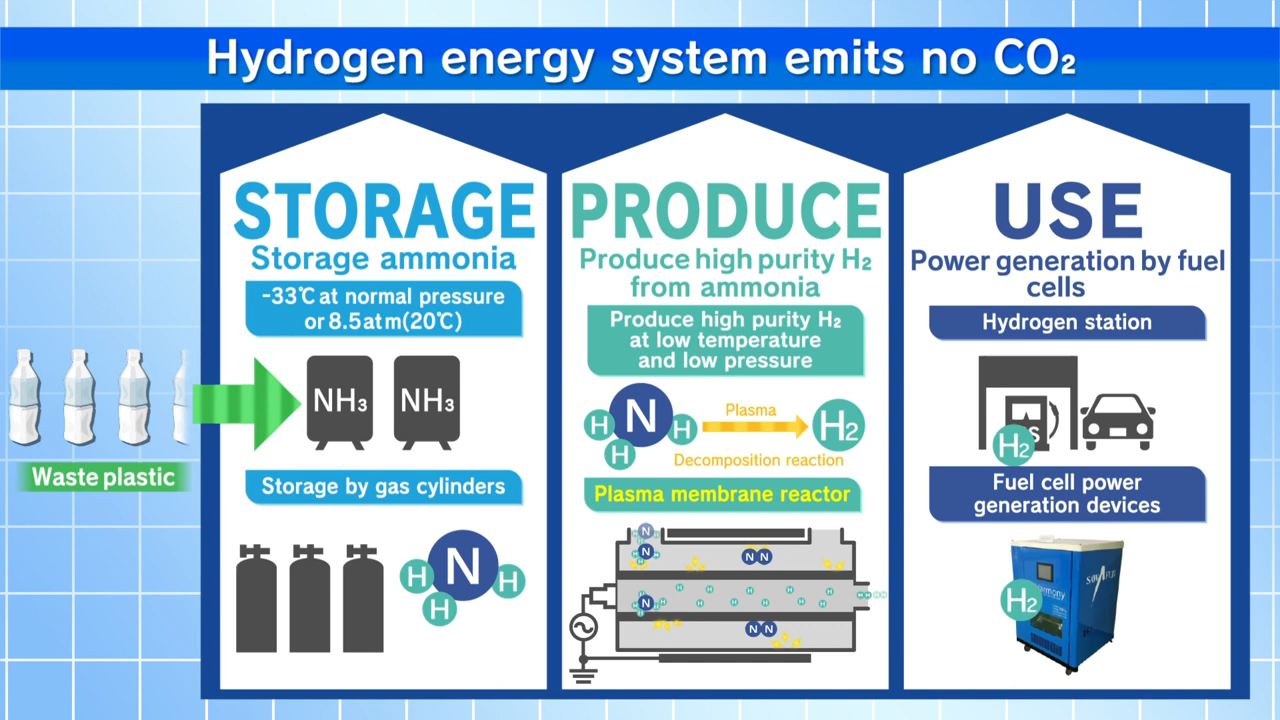 Hydrogen energy system emits no CO₂
STORAGE
Storage ammonia
-33℃ at normal pressure
or 8.5atm(20℃)
NH₃
NH₃
Storage by gas cylinders
N
H
H
H
Waste plastic
PRODUCE
Produce high purity H₂
from ammonia
Produce high purity H₂
at low temperature
and low pressure
N
H
H
H
Plasma
H₂
Decomposition reaction
Plasma membrane reactor
N
N
N N
N
N N
USE
Power generation by fuel
cells
Hydrogen station
H₂
Fuel cell power
generation devices
H₂